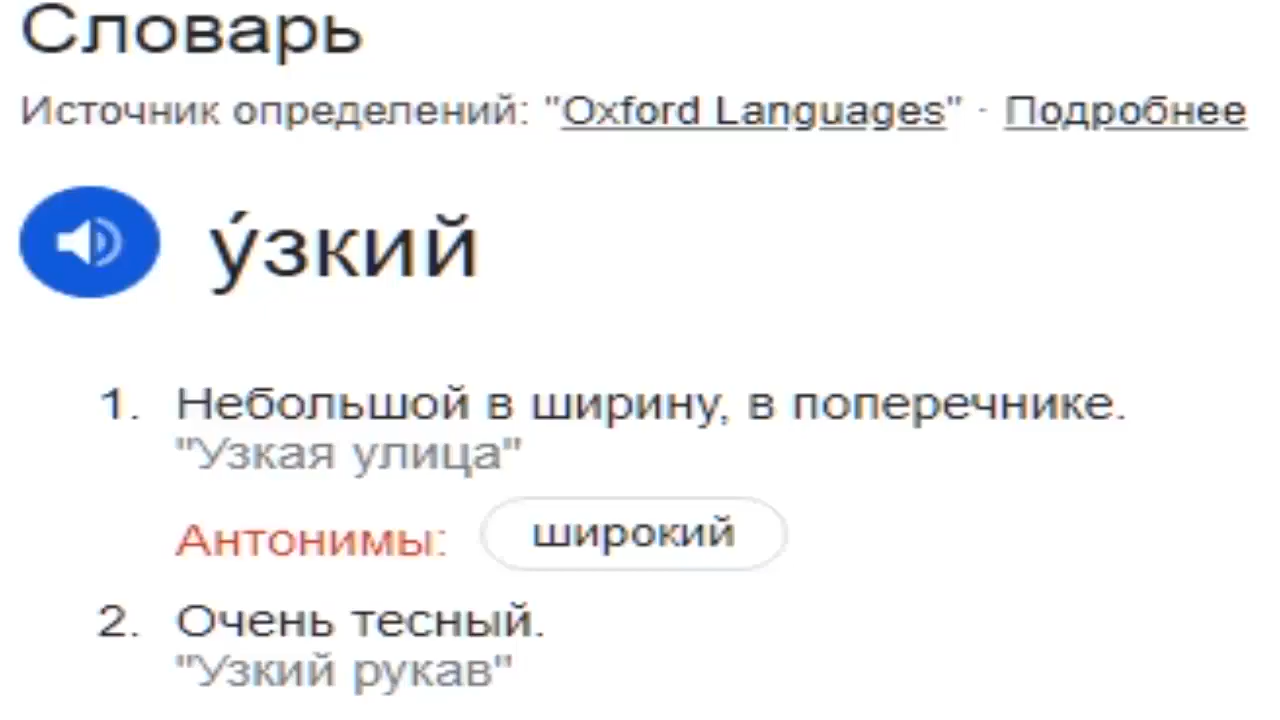 Словарь
Источник определений: "Oxford Languages" · Подробнее
у́зкий
1. Небольшой в ширину, в поперечнике.
"Узкая улица"
Антонимы: широкий
2. Очень тесный.
"Узкий рукав"